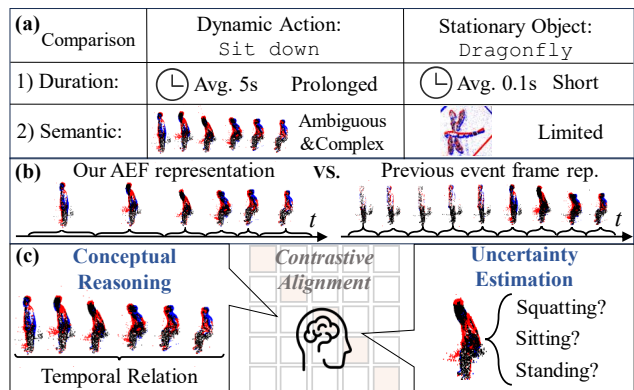 (a) Comparison Dynamic Action: Stationary Object:
Sit down Dragonfly
1) Duration: Avg. 5s Prolonged Avg. 0.1s Short
2) Semantic: Ambiguous &Complex Limited
(b) Our AEF representation VS. Previous event frame rep.
t t
(c) Conceptual Reasoning Contrastive Alignment Uncertainty Estimation
Squatting?
Sitting?
Standing?
Temporal Relation